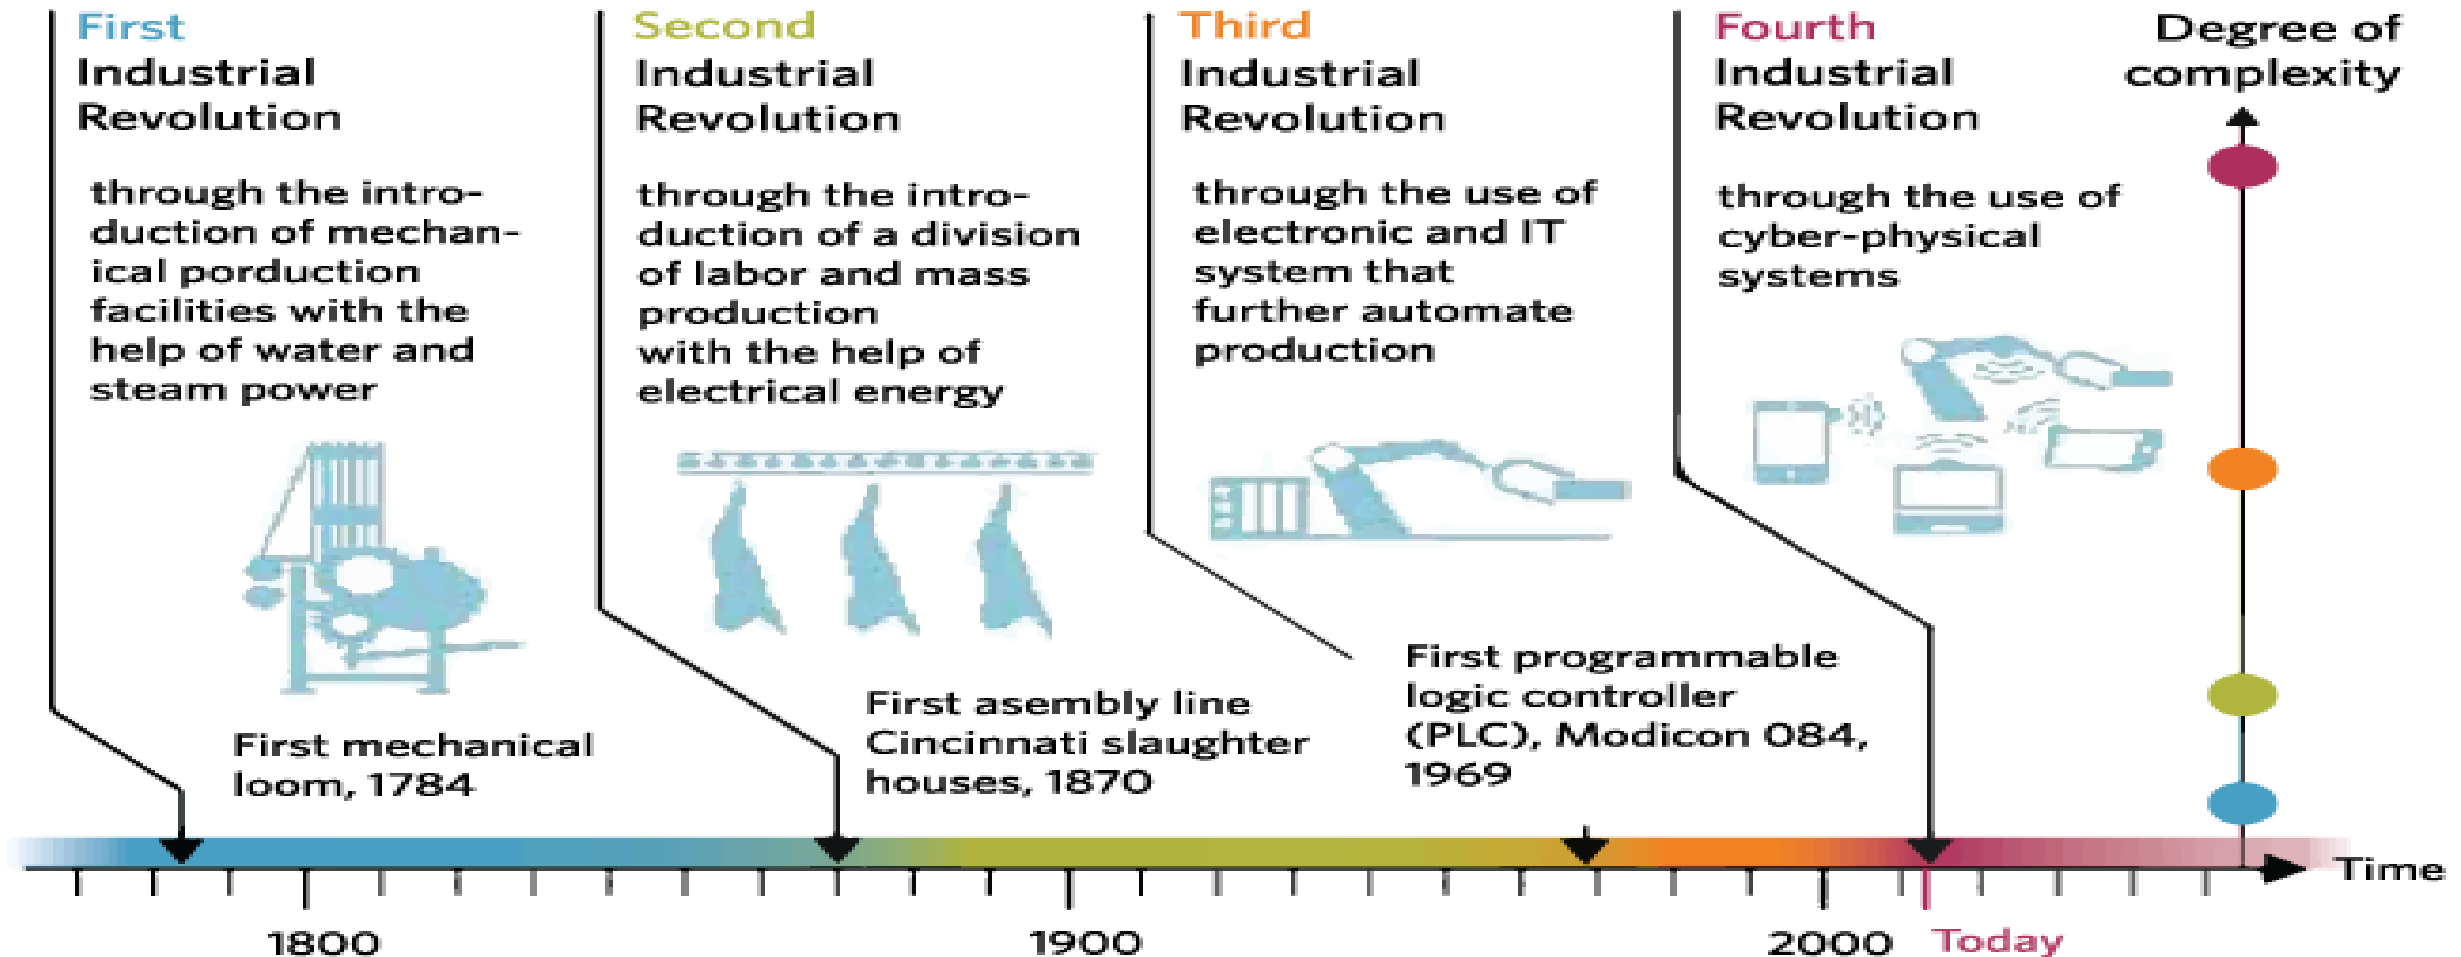 First
Industrial
Revolution
through the intro-
duction of mechan-
ical porduction
facilities with the
help of water and
steam power
First mechanical
loom, 1784
Second
Industrial
Revolution
through the intro-
duction of a division
of labor and mass
production
with the help of
electrical energy
First asembly line
Cincinnati slaughter
houses, 1870
Third
Industrial
Revolution
through the use of
electronic and IT
system that
further automate
production
First programmable
logic controller
(PLC), Modicon 084,
1969
Fourth
Industrial
Revolution
through the use of
cyber-physical
systems
Degree of
complexity
Time
1800
1900
2000
Today